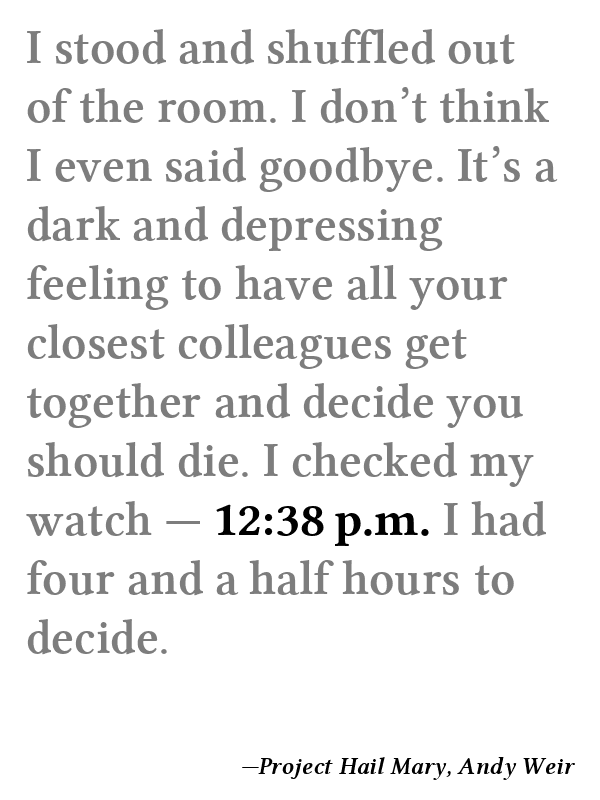 I stood and shuffled out
of the room. I don’t think
I even said goodbye. It’s a
dark and depressing
feeling to have all your
closest colleagues get
together and decide you
should die. I checked my
watch — 12:38 p.m. I had
four and a half hours to
decide.
—Project Hail Mary, Andy Weir